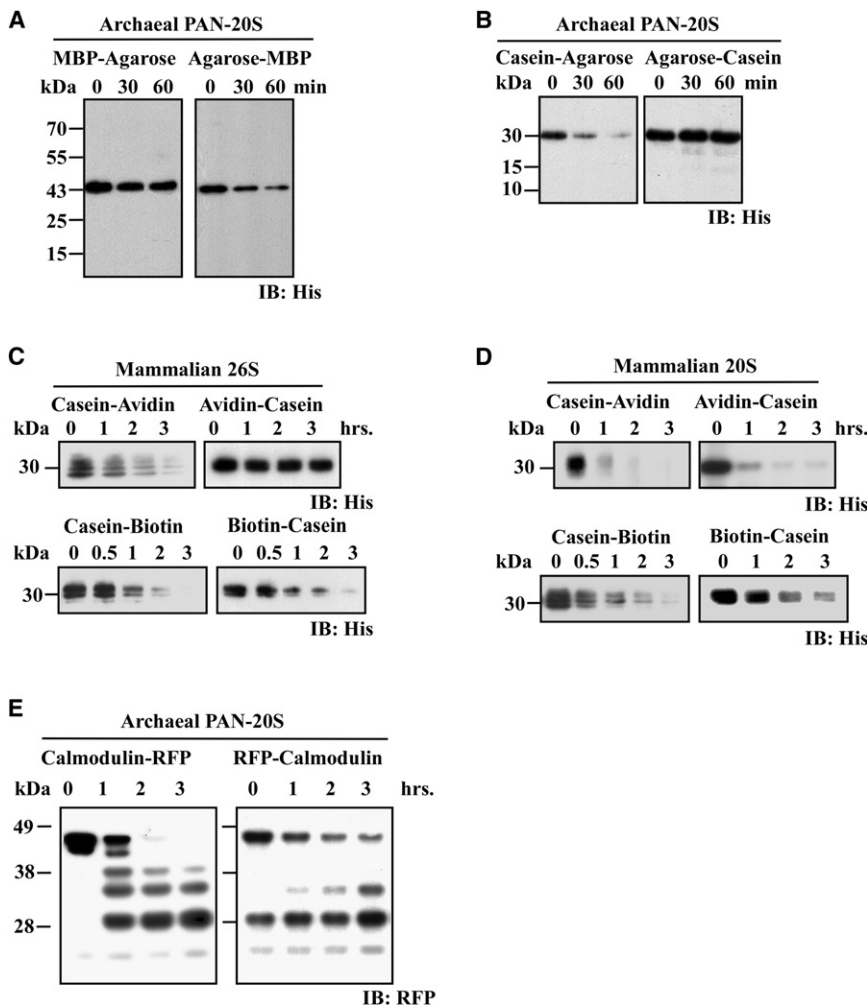 A
Archaeal PAN-20S
MBP-Agarose Agarose-MBP
kDa 0 30 60 0 30 60 min
70
55
43
25
15
IB: His
B
Archaeal PAN-20S
Casein-Agarose Agarose-Casein
kDa 0 30 60 0 30 60 min
30
15
10
IB: His
C
Mammalian 26S
Casein-Avidin Avidin-Casein
kDa 0 1 2 3 0 1 2 3 hrs.
30
IB: His
Casein-Biotin Biotin-Casein
kDa 0 0.5 1 2 3 0 0.5 1 2 3
30
IB: His
D
Mammalian 20S
Casein-Avidin Avidin-Casein
kDa 0 1 2 3 0 1 2 3 hrs.
30
IB: His
Casein-Biotin Biotin-Casein
kDa 0 0.5 1 2 3 0 1 2 3
30
IB: His
E
Archaeal PAN-20S
Calmodulin-RFP RFP-Calmodulin
kDa 0 1 2 3 0 1 2 3 hrs.
49
38
28
IB: RFP